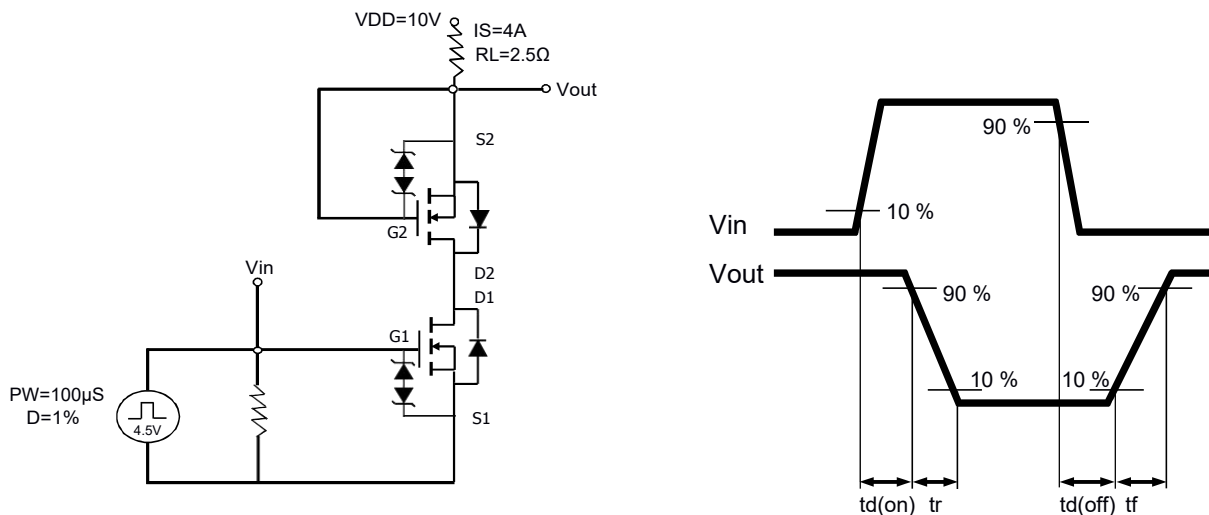 VDD=10V
IS=4A
RL=2.5Ω
Vout
S2
G2
Vin
D2
D1
G1
PW=100µS
D=1%
4.5V
S1
90 %
10 %
Vin
Vout
90 %
90 %
10 %
10 %
td(on)
tr
td(off)
tf